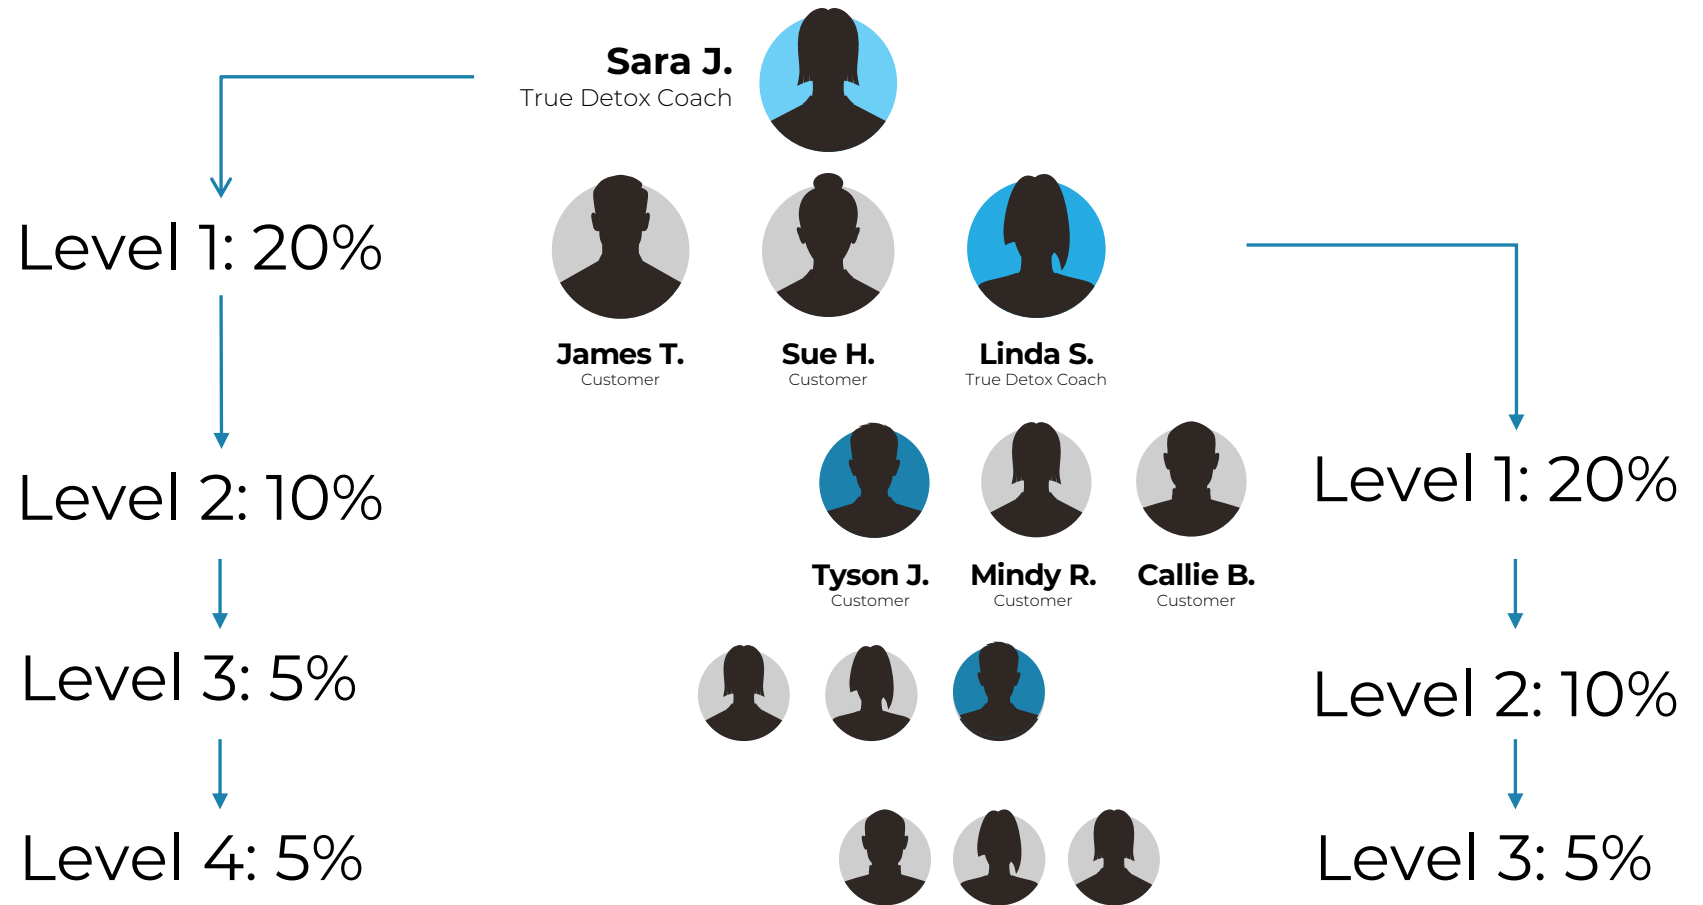 Sara J.
True Detox Coach
Level 1: 20%
James T.
Customer
Sue H.
Customer
Linda S.
True Detox Coach
Level 2: 10%
Level 1: 20%
Tyson J.
Customer
Mindy R.
Customer
Callie B.
Customer
Level 3: 5%
Level 2: 10%
Level 4: 5%
Level 3: 5%